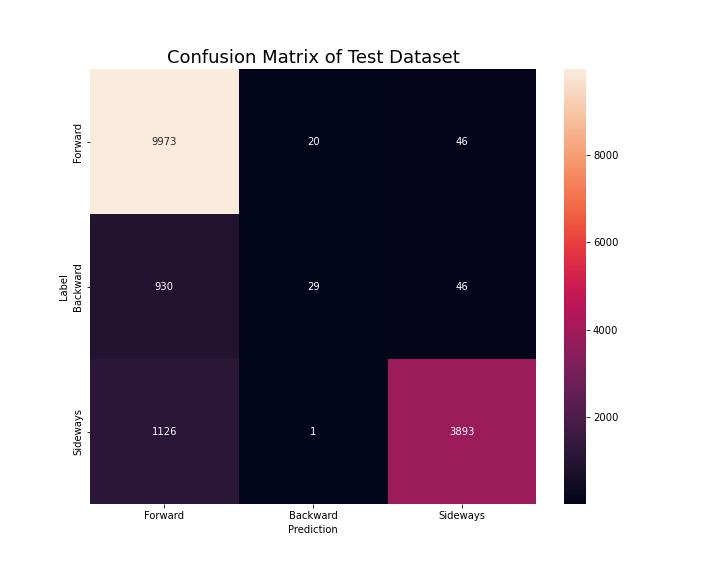 Confusion Matrix of Test Dataset
Forward
9973
20
46
8000
Label
Backward
930
29
46
6000
4000
Sideways
1126
1
3893
2000
Forward
Backward
Sideways
Prediction